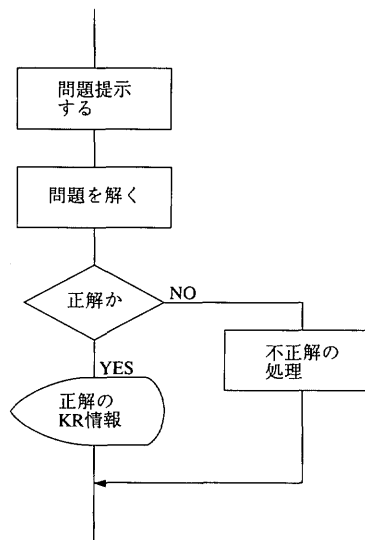 問題提示
する
問題を解く
正解か
NO
YES
不正解の
処理
正解の
KR情報